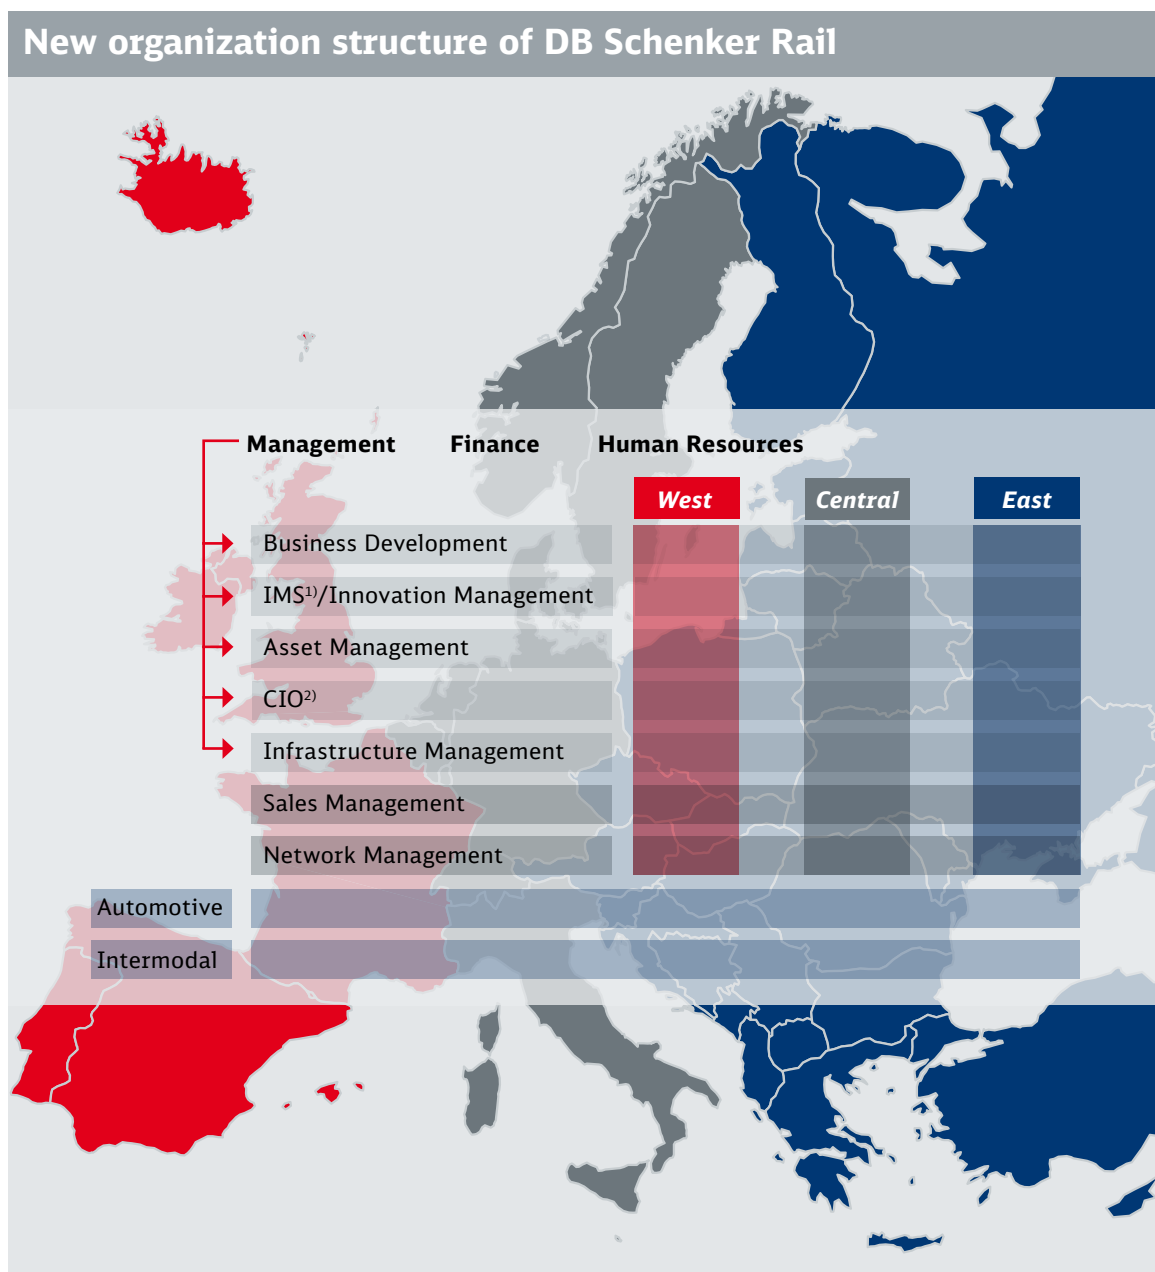 New organization structure of DB Schenker Rail
Management Finance Human Resources
West Central East
Business Development
IMS¹⁾/Innovation Management
Asset Management
CIO²⁾
Infrastructure Management
Sales Management
Network Management
Automotive
Intermodal